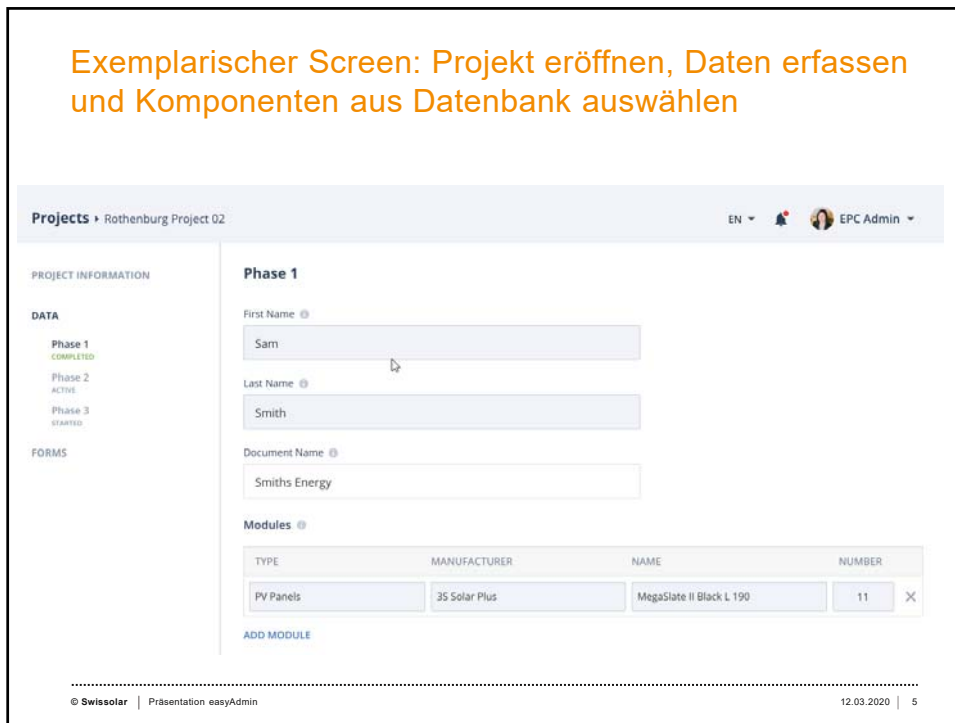 Exemplarischer Screen: Projekt eröffnen, Daten erfassen
und Komponenten aus Datenbank auswählen
Projects › Rothenburg Project 02
EN
EPC Admin
PROJECT INFORMATION
DATA
Phase 1
COMPLETED
Phase 2
ACTIVE
Phase 3
STARTED
FORMS
Phase 1
First Name
Sam
Last Name
Smith
Document Name
Smiths Energy
Modules
TYPE MANUFACTURER NAME NUMBER
PV Panels 3S Solar Plus MegaSlate II Black L 190 11
ADD MODULE
© Swissolar | Präsentation easyAdmin 12.03.2020 | 5